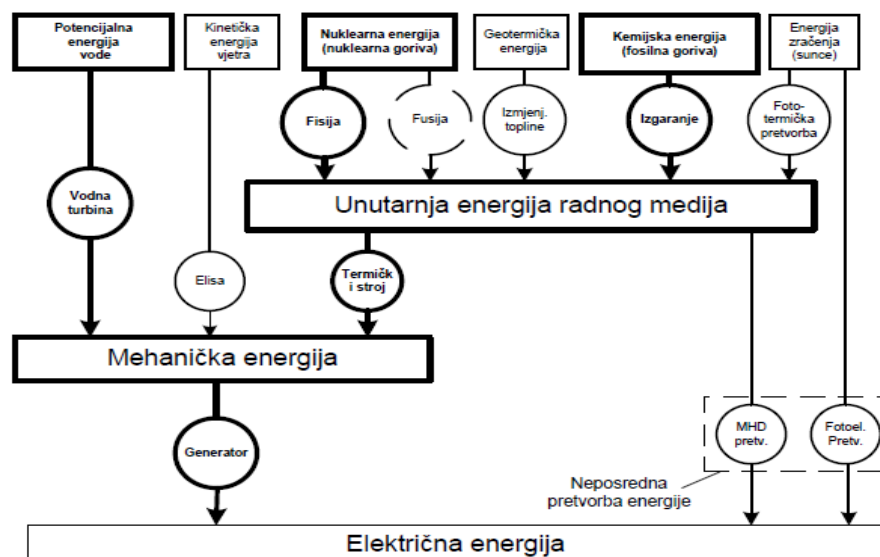 Potencijalna
energija
vode
Kinetička
energija
vjetra
Nuklearna energija
(nuklearna goriva)
Geotermička
energija
Kemijska energija
(fosilna goriva)
Energija
zračenja
(sunce)
Fisija
Fusija
Izmjenj.
topline
Izgaranje
Foto-
termička
pretvorba
Vodna
turbina
Unutarnja energija radnog medija
Elisa
Termičk
i stroj
Mehanička energija
Generator
MHD
pretv.
Fotoel.
Pretv.
Neposredna
pretvorba energije
Električna energija